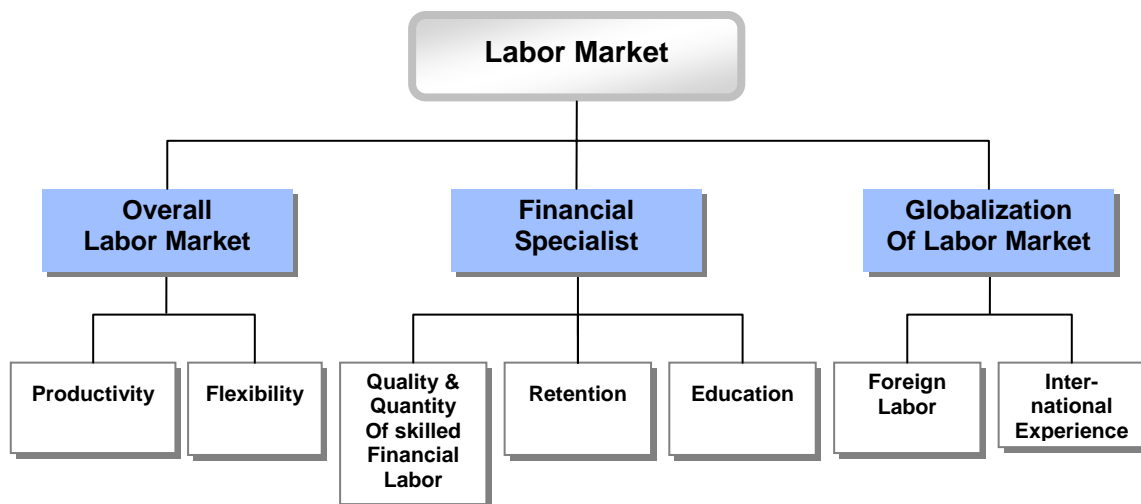 Labor Market
Overall
Labor Market
Financial
Specialist
Globalization
Of Labor Market
Productivity
Flexibility
Quality &
Quantity
Of skilled
Financial
Labor
Retention
Education
Foreign
Labor
Inter-
national
Experience